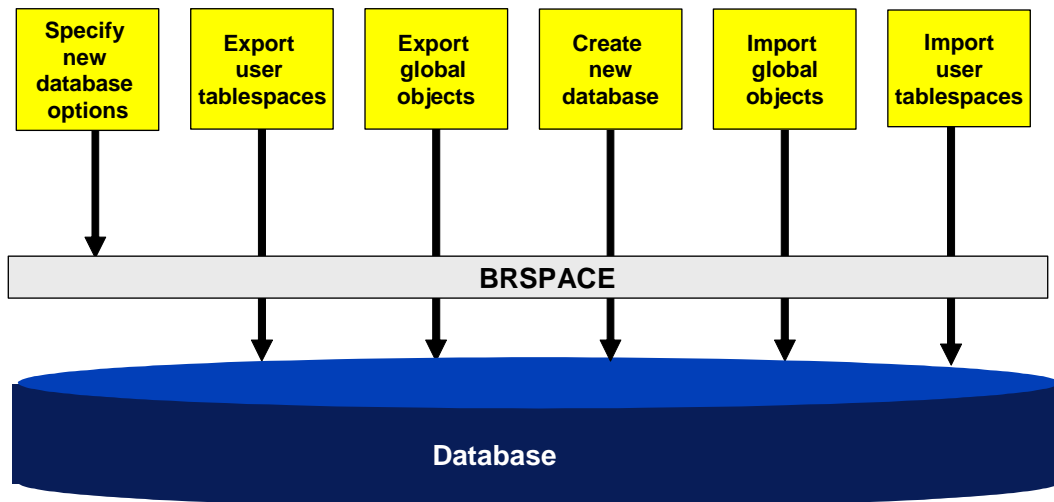 Specify
new
database
options
Export
user
tablespaces
Export
global
objects
Create
new
database
Import
global
objects
Import
user
tablespaces
BRSPACE
Database